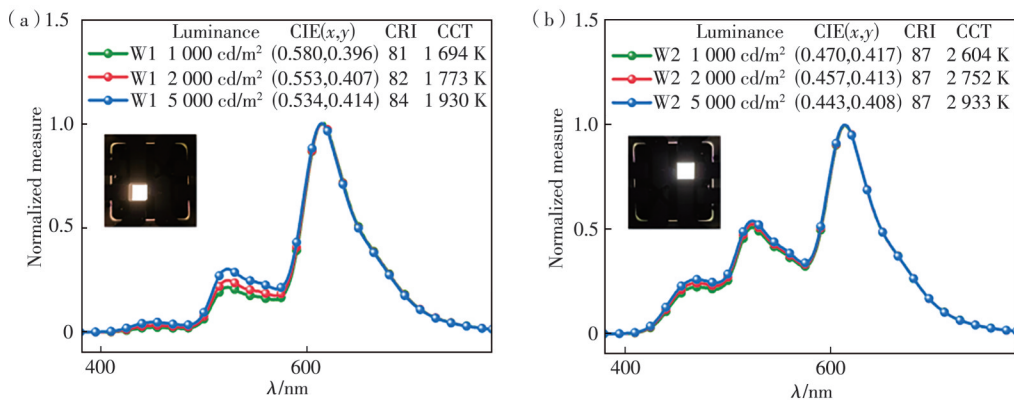 (a)
Luminance CIE(x,y) CRI CCT
W1 1 000 cd/m² (0.580,0.396) 81 1 694 K
W1 2 000 cd/m² (0.553,0.407) 82 1 773 K
W1 5 000 cd/m² (0.534,0.414) 84 1 930 K
1.5
1.0
0.5
0
Normalized measure
400 600
λ/nm
(b)
Luminance CIE(x,y) CRI CCT
W2 1 000 cd/m² (0.470,0.417) 87 2 604 K
W2 2 000 cd/m² (0.457,0.413) 87 2 752 K
W2 5 000 cd/m² (0.443,0.408) 87 2 933 K
1.5
1.0
0.5
0
Normalized measure
400 600
λ/nm